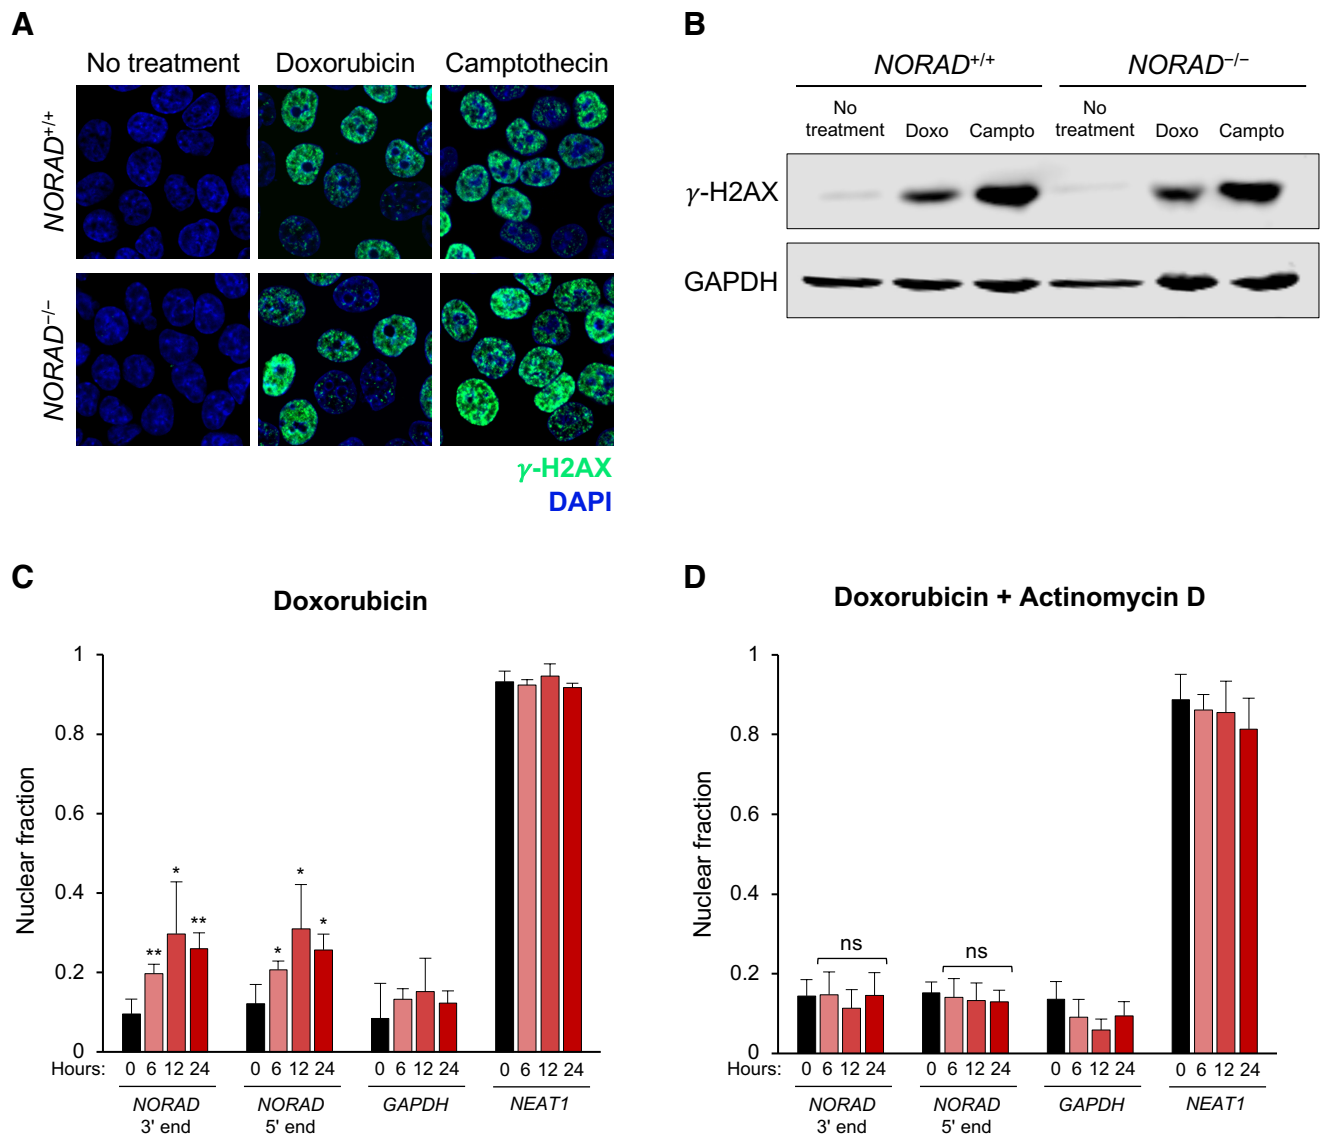 A
No treatment Doxorubicin Camptothecin
NORAD+/+
NORAD−/−
γ-H2AX
DAPI
B
NORAD+/+ NORAD−/−
No treatment Doxo Campto No treatment Doxo Campto
γ-H2AX
GAPDH
C
Doxorubicin
Nuclear fraction
1
0.8
0.6
0.4
0.2
0
** * ** * * *
Hours: 0 6 12 24 0 6 12 24 0 6 12 24 0 6 12 24
NORAD 3' end NORAD 5' end GAPDH NEAT1
D
Doxorubicin + Actinomycin D
Nuclear fraction
1
0.8
0.6
0.4
0.2
0
ns ns
Hours: 0 6 12 24 0 6 12 24 0 6 12 24 0 6 12 24
NORAD 3' end NORAD 5' end GAPDH NEAT1